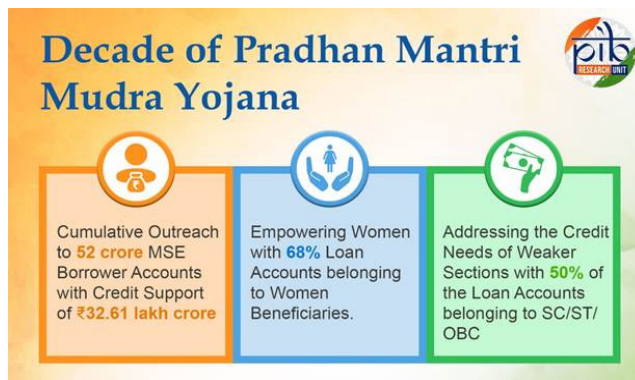 Decade of Pradhan Mantri
Mudra Yojana
pib
RESEARCH UNIT
Cumulative Outreach
to 52 crore MSE
Borrower Accounts
with Credit Support
of ₹32.61 lakh crore
Empowering Women
with 68% Loan
Accounts belonging
to Women
Beneficiaries.
Addressing the Credit
Needs of Weaker
Sections with 50% of
the Loan Accounts
belonging to SC/ST/
OBC